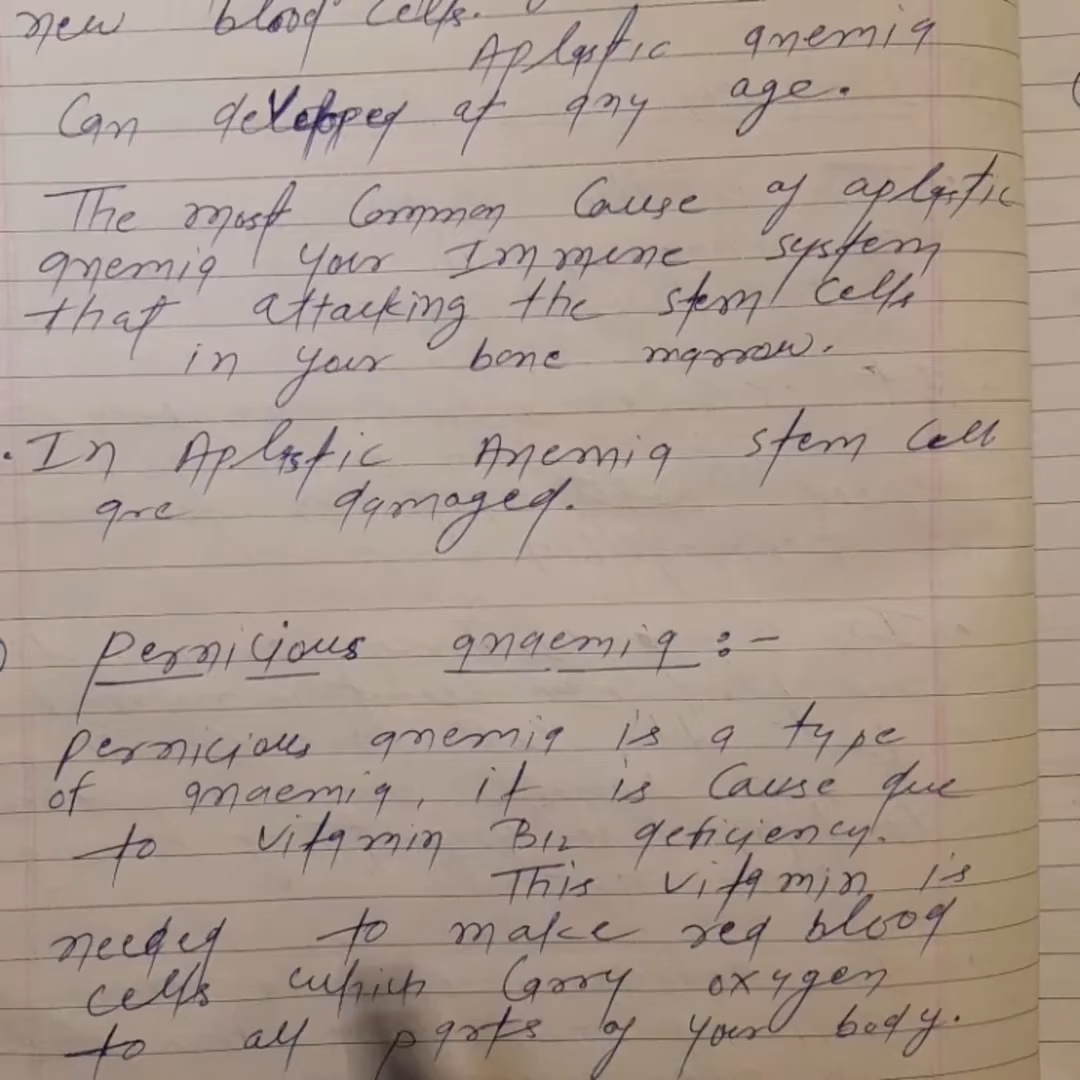 new blood cells.
Aplastic anemia
Can developed at any age.
The most Common Cause of aplastic
anemia your Immune system
that attacking the stem cells
in your bone marrow.
. In Aplastic Anemia stem Cell
are damaged.
Pernicious anaemia :-
Pernicious anemia is a type
of anaemia, it is Cause due
to vitamin B12 deficiency.
This vitamin is
needed to make red blood
cells which Carry oxygen
to all parts of your body.